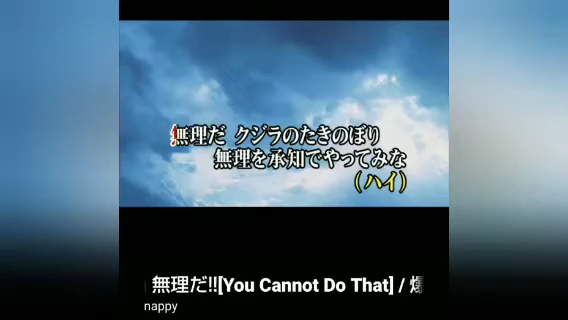 無理だ クジラのたきのぼり
無理を承知でやってみな
(ハイ)
無理だ!![You Cannot Do That] /
nappy